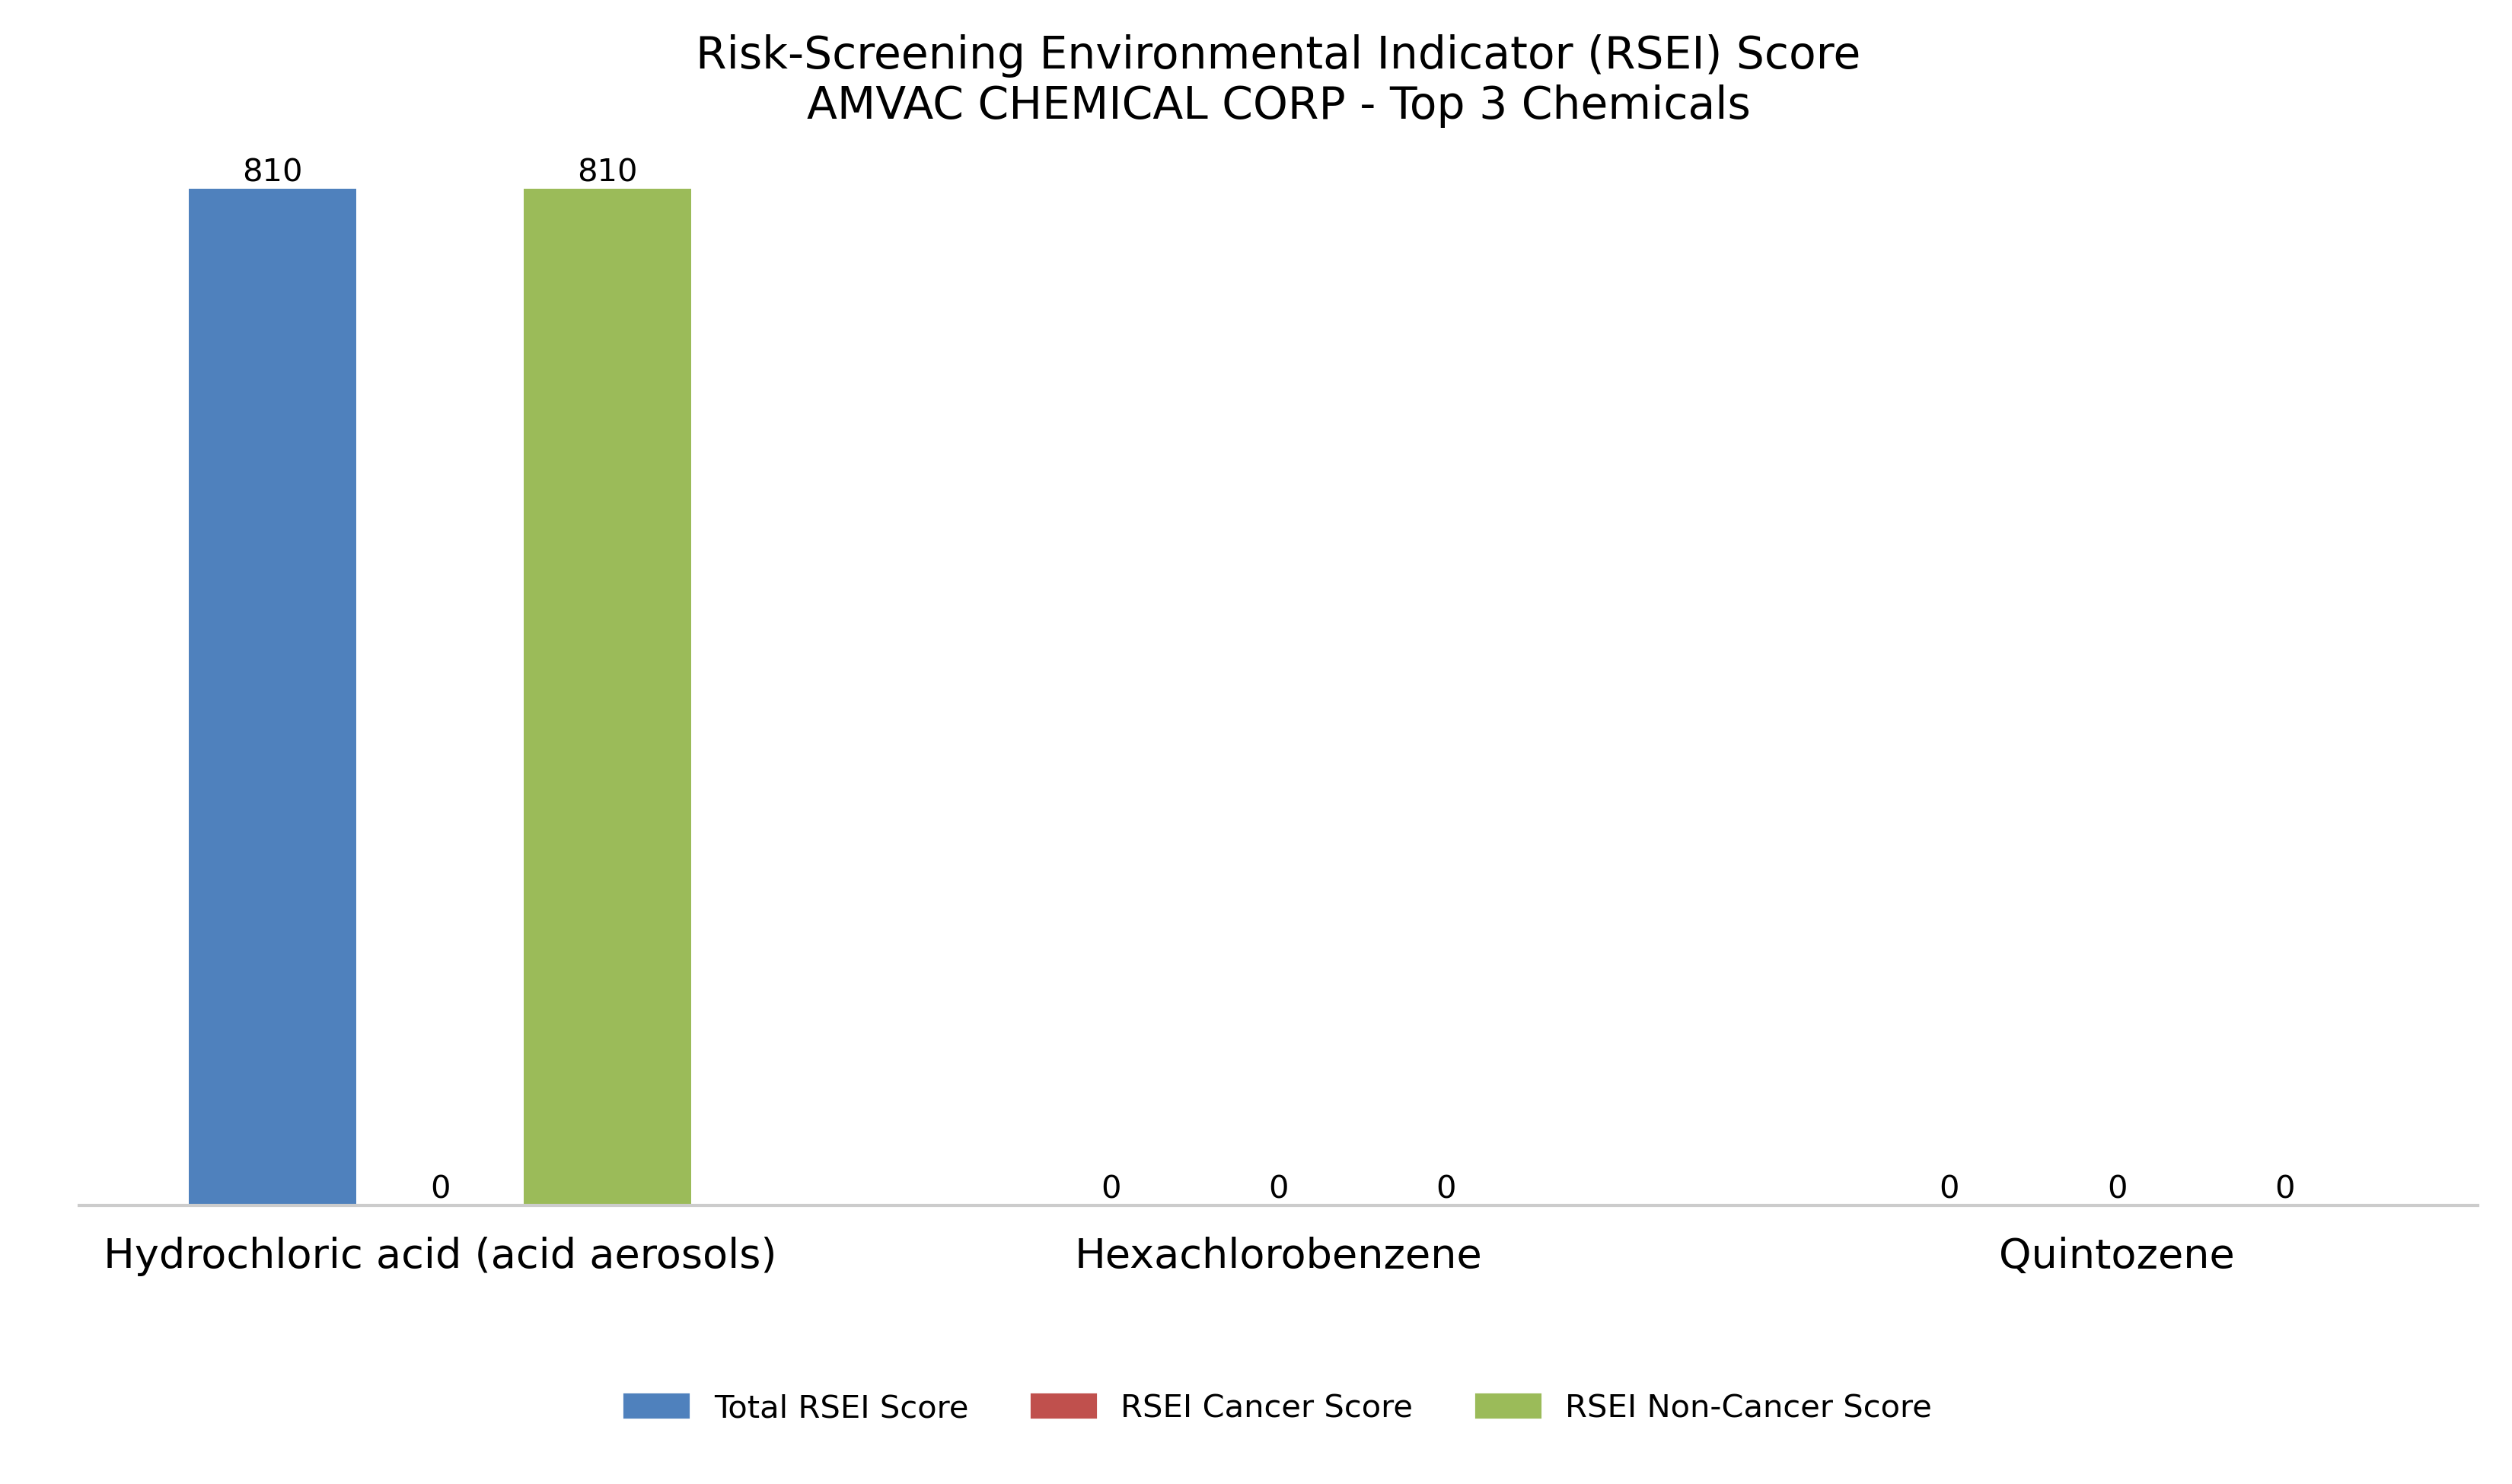 Risk-Screening Environmental Indicator (RSEI) Score
AMVAC CHEMICAL CORP - Top 3 Chemicals
810
810
0
0
0
0
0
0
0
Hydrochloric acid (acid aerosols)
Hexachlorobenzene
Quintozene
Total RSEI Score
RSEI Cancer Score
RSEI Non-Cancer Score